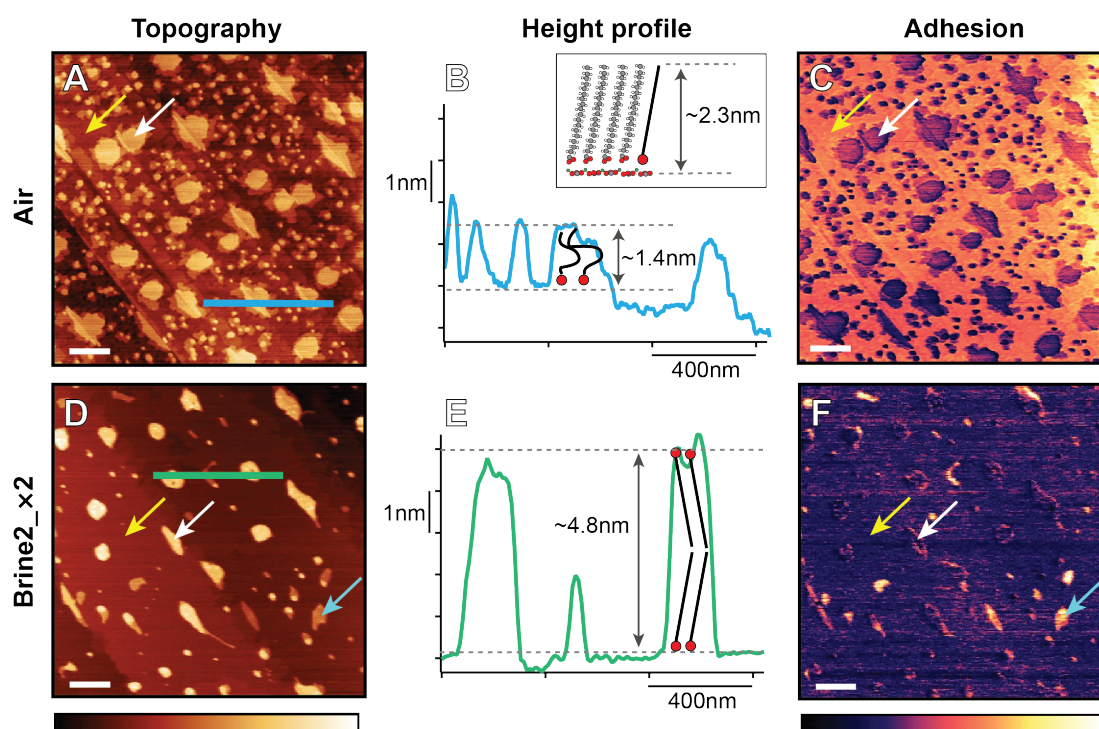 Topography Height profile Adhesion
Air
A
B
~2.3nm
1nm
~1.4nm
400nm
C
Brine2_×2
D
E
1nm
~4.8nm
400nm
F